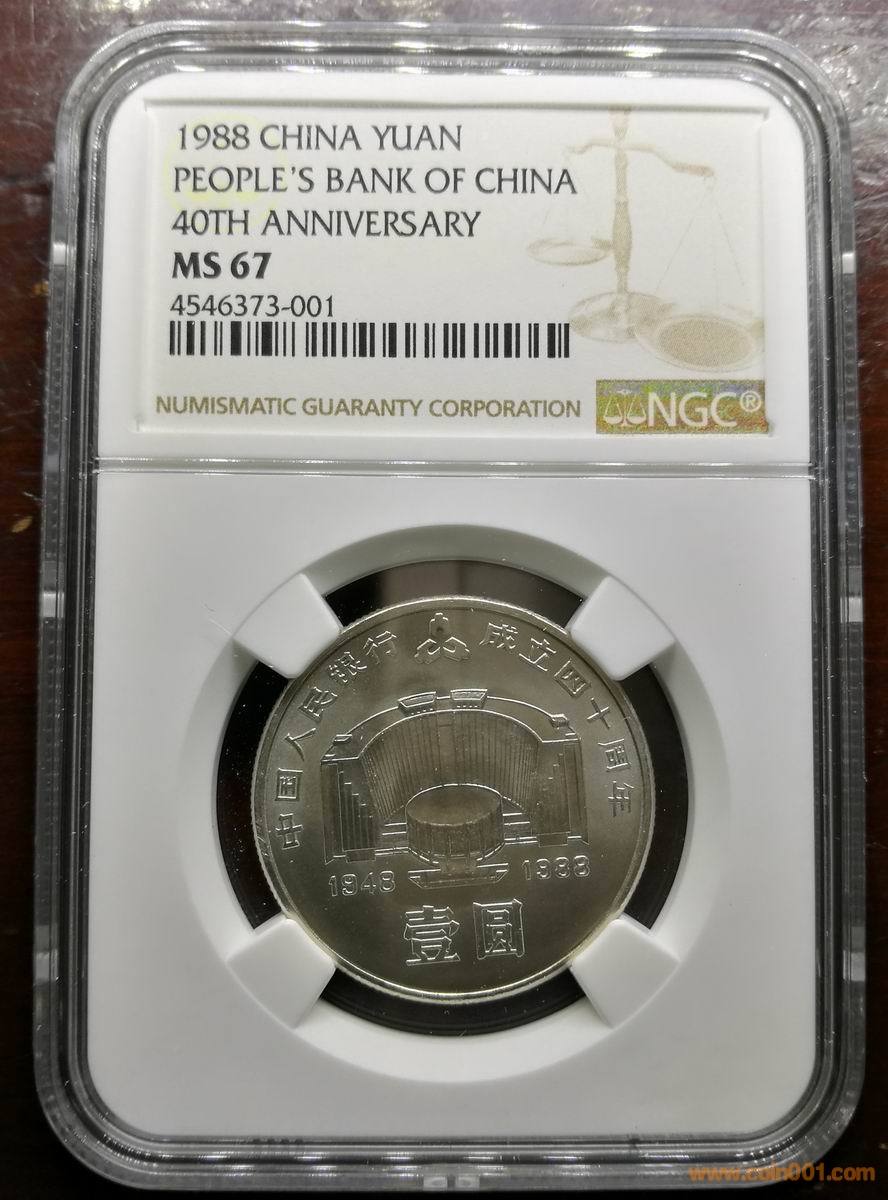 1988 CHINA YUAN
PEOPLE'S BANK OF CHINA
40TH ANNIVERSARY
MS 67
4546373-001
NUMISMATIC GUARANTY CORPORATION
NGC®
中国人民银行
成立四十周年
1948 1988
壹圆
www.coin001.com